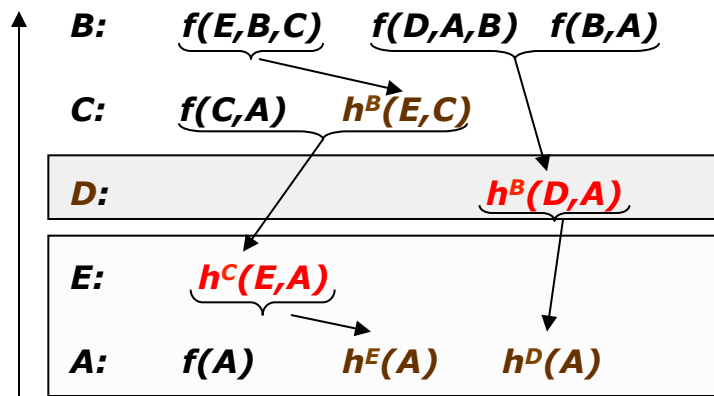 B: f(E,B,C) f(D,A,B) f(B,A)
C: f(C,A) hᴮ(E,C)
D: hᴮ(D,A)
E: hᶜ(E,A)
A: f(A) hᴱ(A) hᴰ(A)